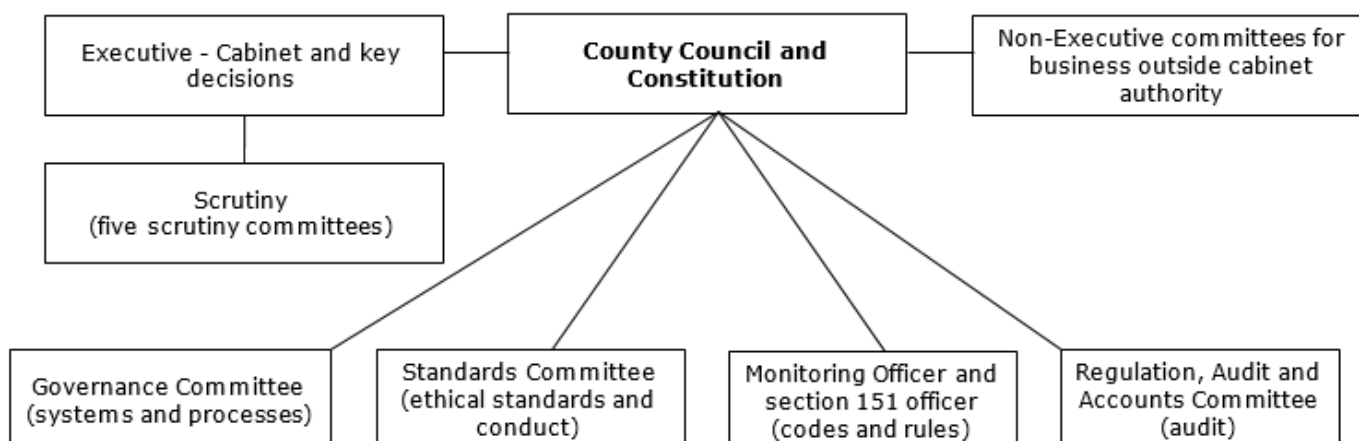 Executive - Cabinet and key
decisions
County Council and
Constitution
Non-Executive committees for
business outside cabinet
authority
Scrutiny
(five scrutiny committees)
Governance Committee
(systems and processes)
Standards Committee
(ethical standards and
conduct)
Monitoring Officer and
section 151 officer
(codes and rules)
Regulation, Audit and
Accounts Committee
(audit)